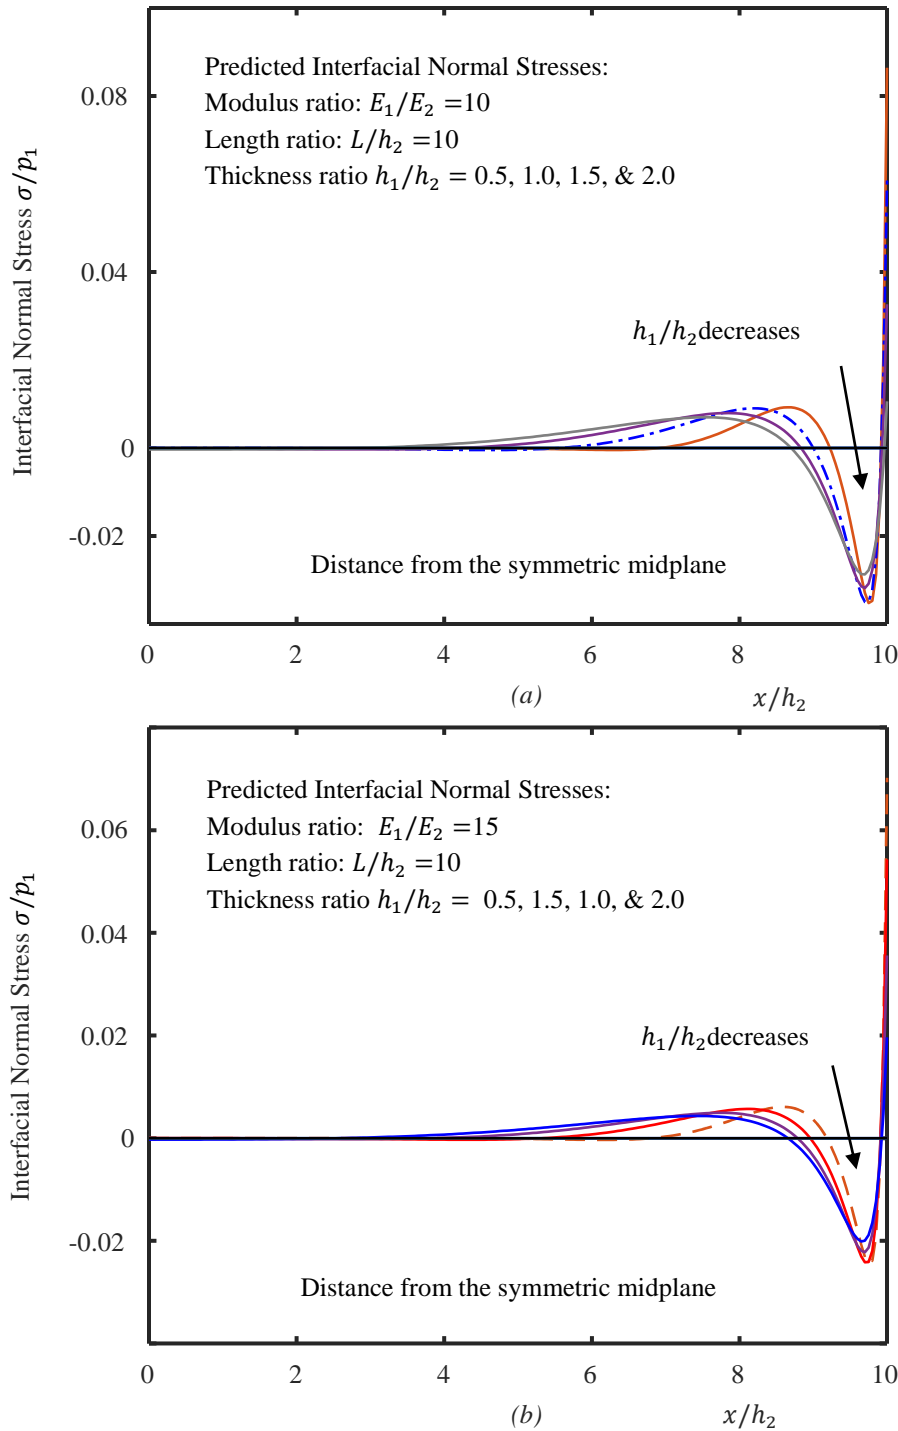 Interfacial Normal Stress σ/p₁
0.08
0.04
0
-0.02
Predicted Interfacial Normal Stresses:
Modulus ratio: E₁/E₂ =10
Length ratio: L/h₂ =10
Thickness ratio h₁/h₂ = 0.5, 1.0, 1.5, & 2.0
h₁/h₂decreases
Distance from the symmetric midplane
0 2 4 6 8 10
(a) x/h₂
Interfacial Normal Stress σ/p₁
0.06
0.04
0.02
0
-0.02
Predicted Interfacial Normal Stresses:
Modulus ratio: E₁/E₂ =15
Length ratio: L/h₂ =10
Thickness ratio h₁/h₂ = 0.5, 1.5, 1.0, & 2.0
h₁/h₂decreases
Distance from the symmetric midplane
0 2 4 6 8 10
(b) x/h₂